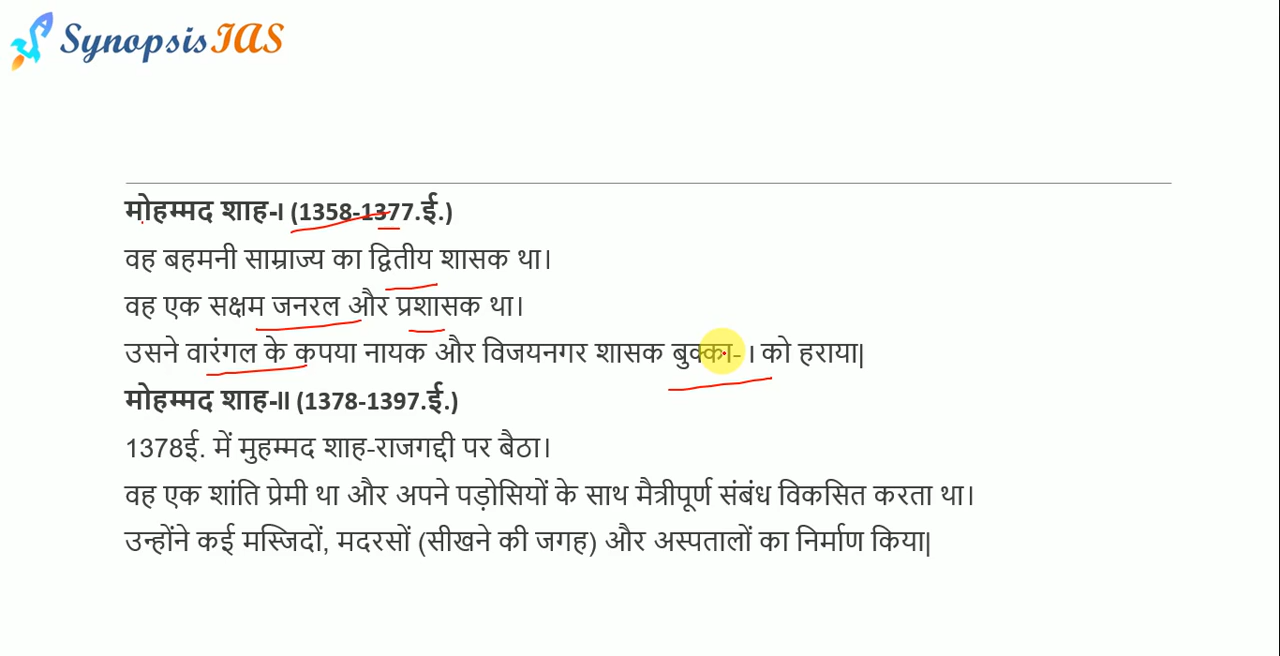 SynopsisIAS
मोहम्मद शाह-I (1358-1377.ई.)
वह बहमनी साम्राज्य का द्वितीय शासक था।
वह एक सक्षम जनरल और प्रशासक था।
उसने वारंगल के कपया नायक और विजयनगर शासक बुक्का- । को हराया|
मोहम्मद शाह-II (1378-1397.ई.)
1378ई. में मुहम्मद शाह-राजगद्दी पर बैठा।
वह एक शांति प्रेमी था और अपने पड़ोसियों के साथ मैत्रीपूर्ण संबंध विकसित करता था।
उन्होंने कई मस्जिदों, मदरसों (सीखने की जगह) और अस्पतालों का निर्माण किया|